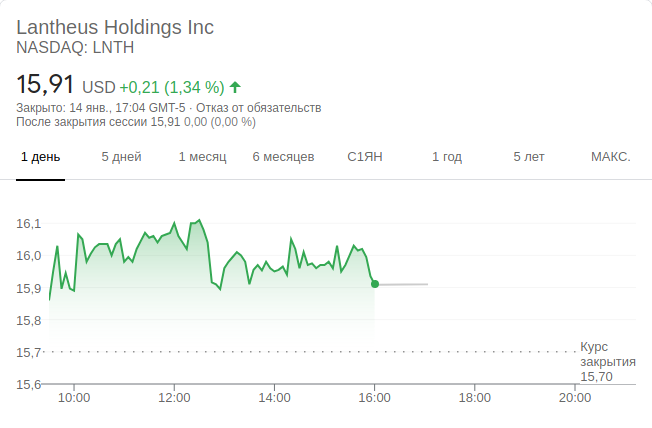 Lantheus Holdings Inc
NASDAQ: LNTH
15,91 USD +0,21 (1,34 %)
Закрыто: 14 янв., 17:04 GMT-5 · Отказ от обязательств
После закрытия сессии 15,91 0,00 (0,00 %)
1 день 5 дней 1 месяц 6 месяцев С1ЯН 1 год 5 лет МАКС.
16,1
16,0
15,9
15,8
15,7
15,6
Курс
закрытия
15,70
10:00 12:00 14:00 16:00 18:00 20:00